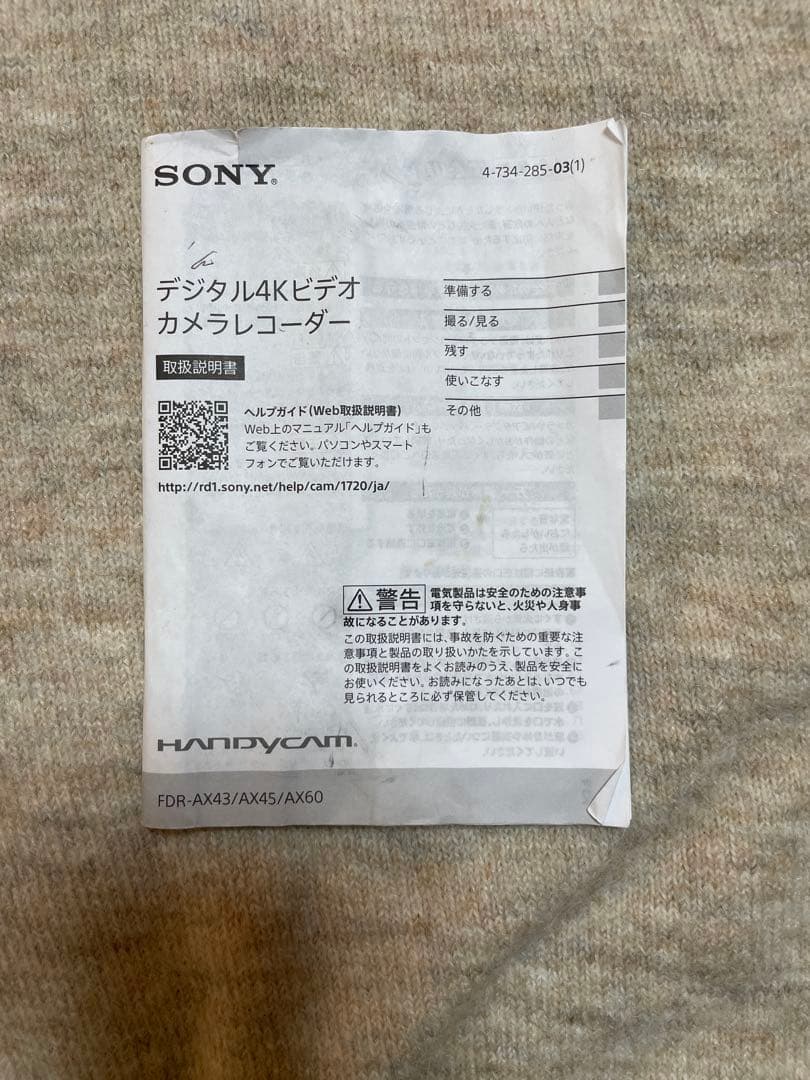 SONY®
4-734-285-03(1)
デジタル4Kビデオ
カメラレコーダー
取扱説明書
ヘルプガイド(Web取扱説明書)
Web上のマニュアル「ヘルプガイド」も
ご覧ください。パソコンやスマート
フォンでご覧いただけます。
http://rd1.sony.net/help/cam/1720/ja/
準備する
撮る/見る
残す
使いこなす
その他
警告 電気製品は安全のための注意事
項を守らないと、火災や人身事
故になることがあります。
この取扱説明書には、事故を防ぐための重要な注
意事項と製品の取り扱いかたを示しています。こ
の取扱説明書をよくお読みのうえ、製品を安全に
お使いください。お読みになったあとは、いつでも
見られるところに必ず保管してください。
HANDYCAM®
FDR-AX43/AX45/AX60